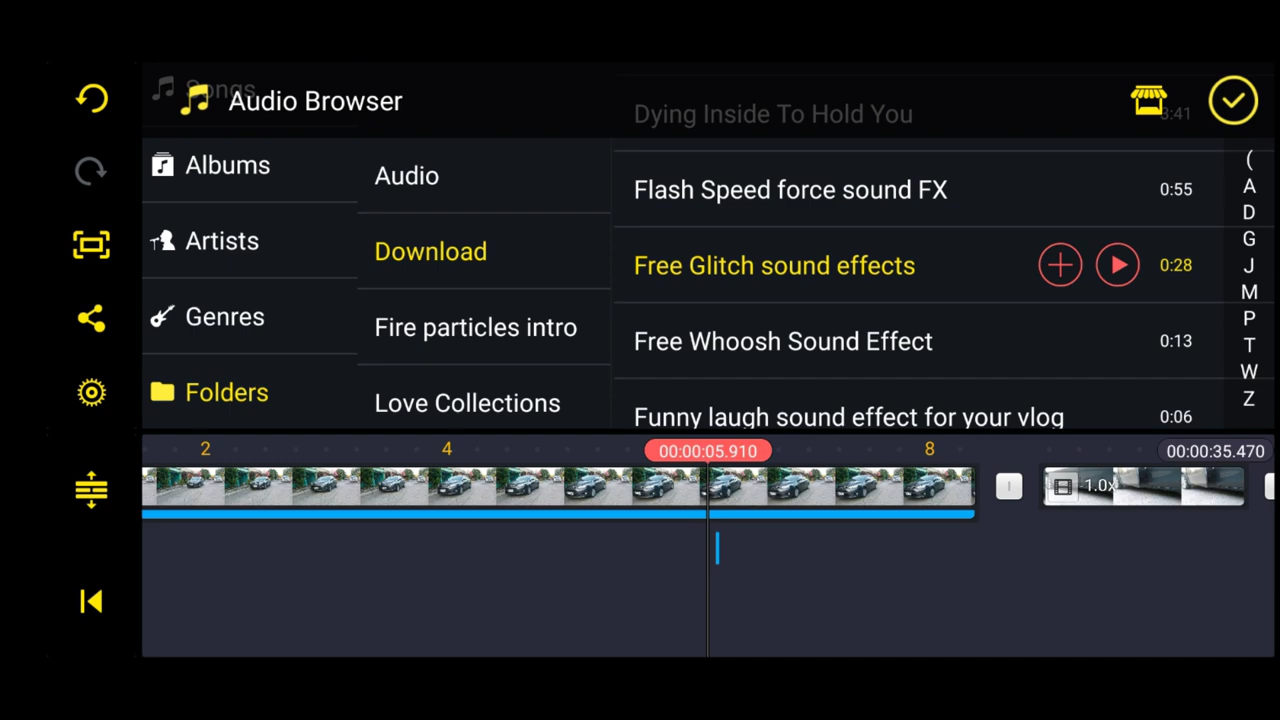 Songs
Audio Browser
Albums
Artists
Genres
Folders
Audio
Download
Fire particles intro
Love Collections
Dying Inside To Hold You 3:41
Flash Speed force sound FX 0:55
Free Glitch sound effects 0:28
Free Whoosh Sound Effect 0:13
Funny laugh sound effect for your vlog 0:06
(
A
D
G
J
M
P
T
W
Z
2 4 00:00:05.910 8 00:00:35.470
1.0x